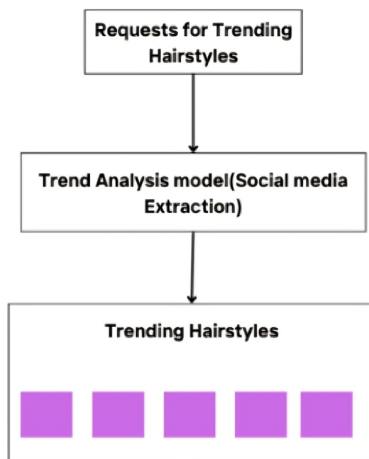 Requests for Trending
Hairstyles
Trend Analysis model(Social media
Extraction)
Trending Hairstyles